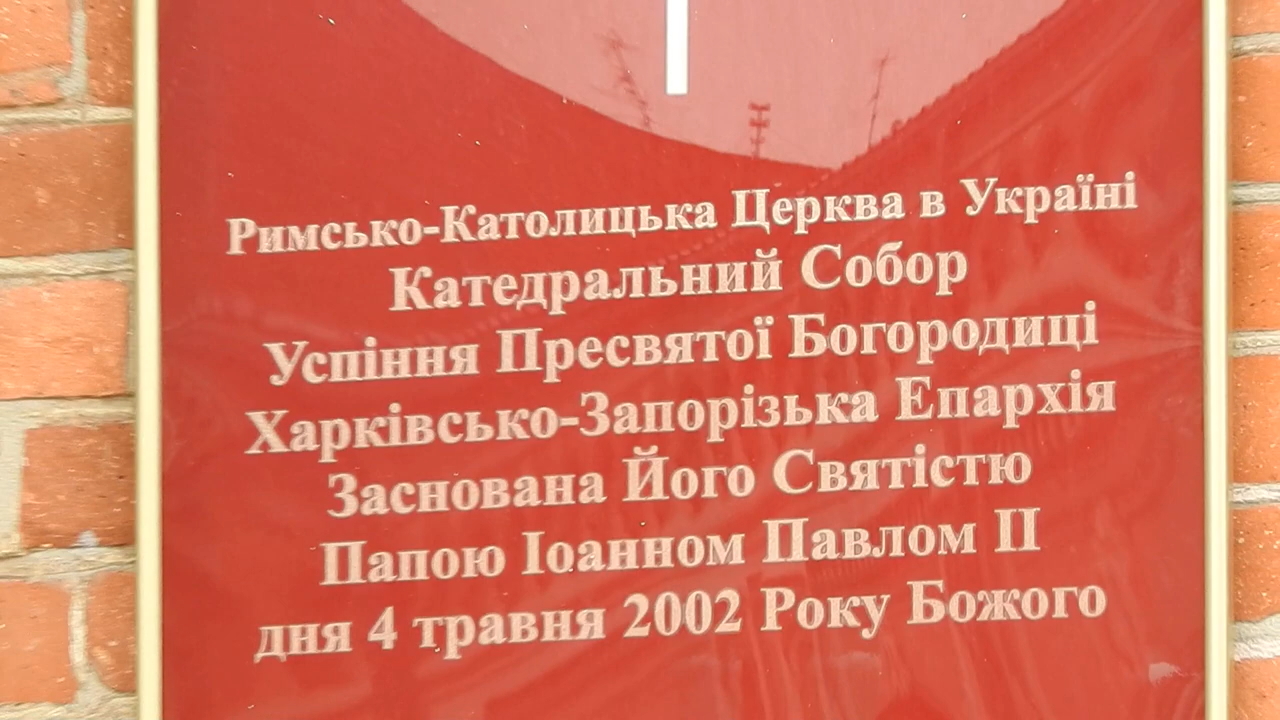 Римсько-Католицька Церква в Україні
Катедральний Собор
Успіння Пресвятої Богородиці
Харківсько-Запорізька Епархія
Заснована Його Святістю
Папою Іоанном Павлом II
дня 4 травня 2002 Року Божого